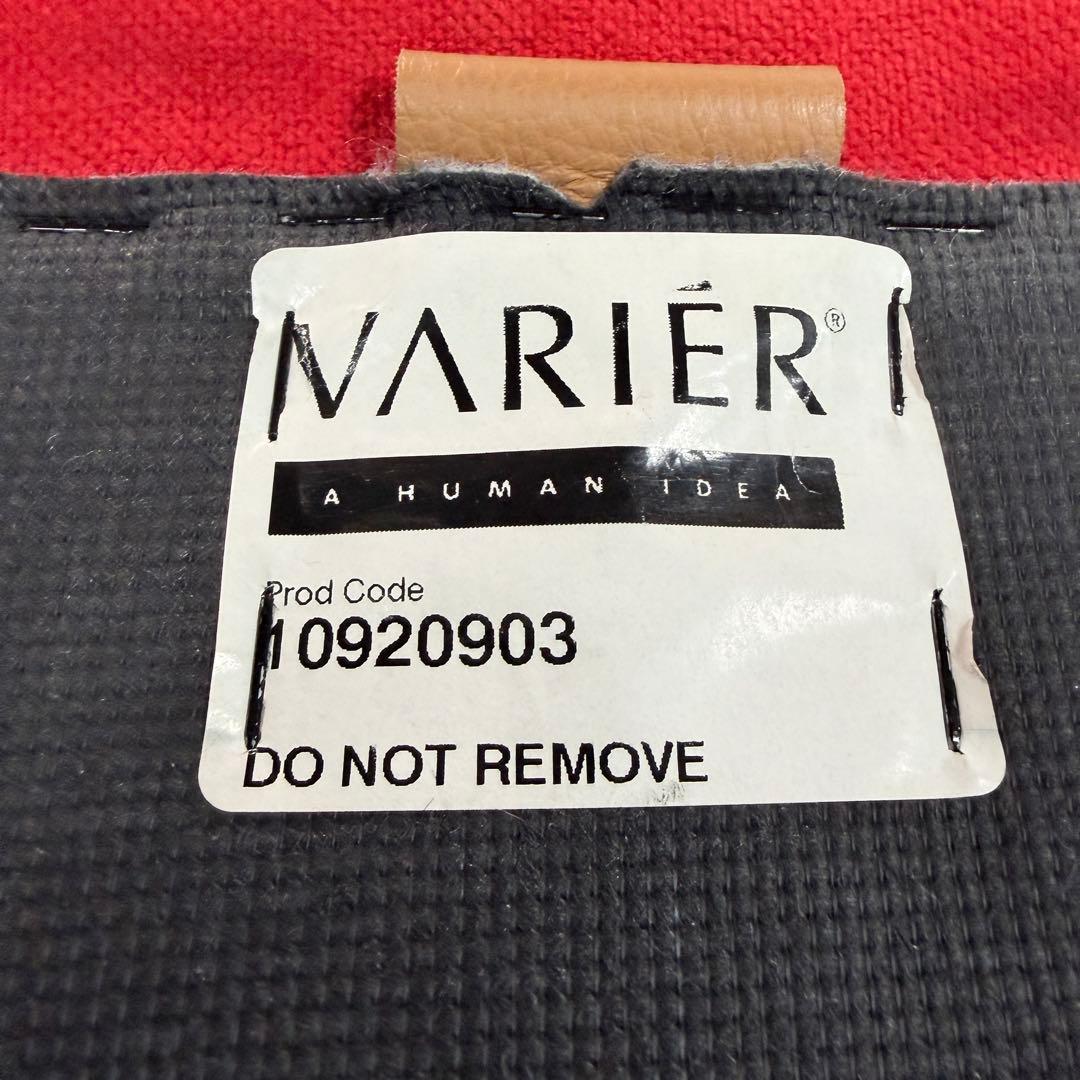 VARIÉR®
A HUMAN IDEA
Prod Code
10920903
DO NOT REMOVE